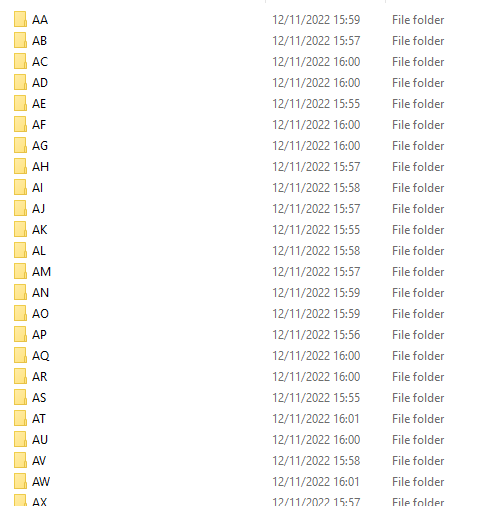 AA 12/11/2022 15:59 File folder
AB 12/11/2022 15:57 File folder
AC 12/11/2022 16:00 File folder
AD 12/11/2022 16:00 File folder
AE 12/11/2022 15:55 File folder
AF 12/11/2022 16:00 File folder
AG 12/11/2022 16:00 File folder
AH 12/11/2022 15:57 File folder
AI 12/11/2022 15:58 File folder
AJ 12/11/2022 15:57 File folder
AK 12/11/2022 15:55 File folder
AL 12/11/2022 15:58 File folder
AM 12/11/2022 15:57 File folder
AN 12/11/2022 15:59 File folder
AO 12/11/2022 15:59 File folder
AP 12/11/2022 15:56 File folder
AQ 12/11/2022 16:00 File folder
AR 12/11/2022 16:00 File folder
AS 12/11/2022 15:55 File folder
AT 12/11/2022 16:01 File folder
AU 12/11/2022 16:00 File folder
AV 12/11/2022 15:58 File folder
AW 12/11/2022 16:01 File folder
AX 12/11/2022 15:57 File folder